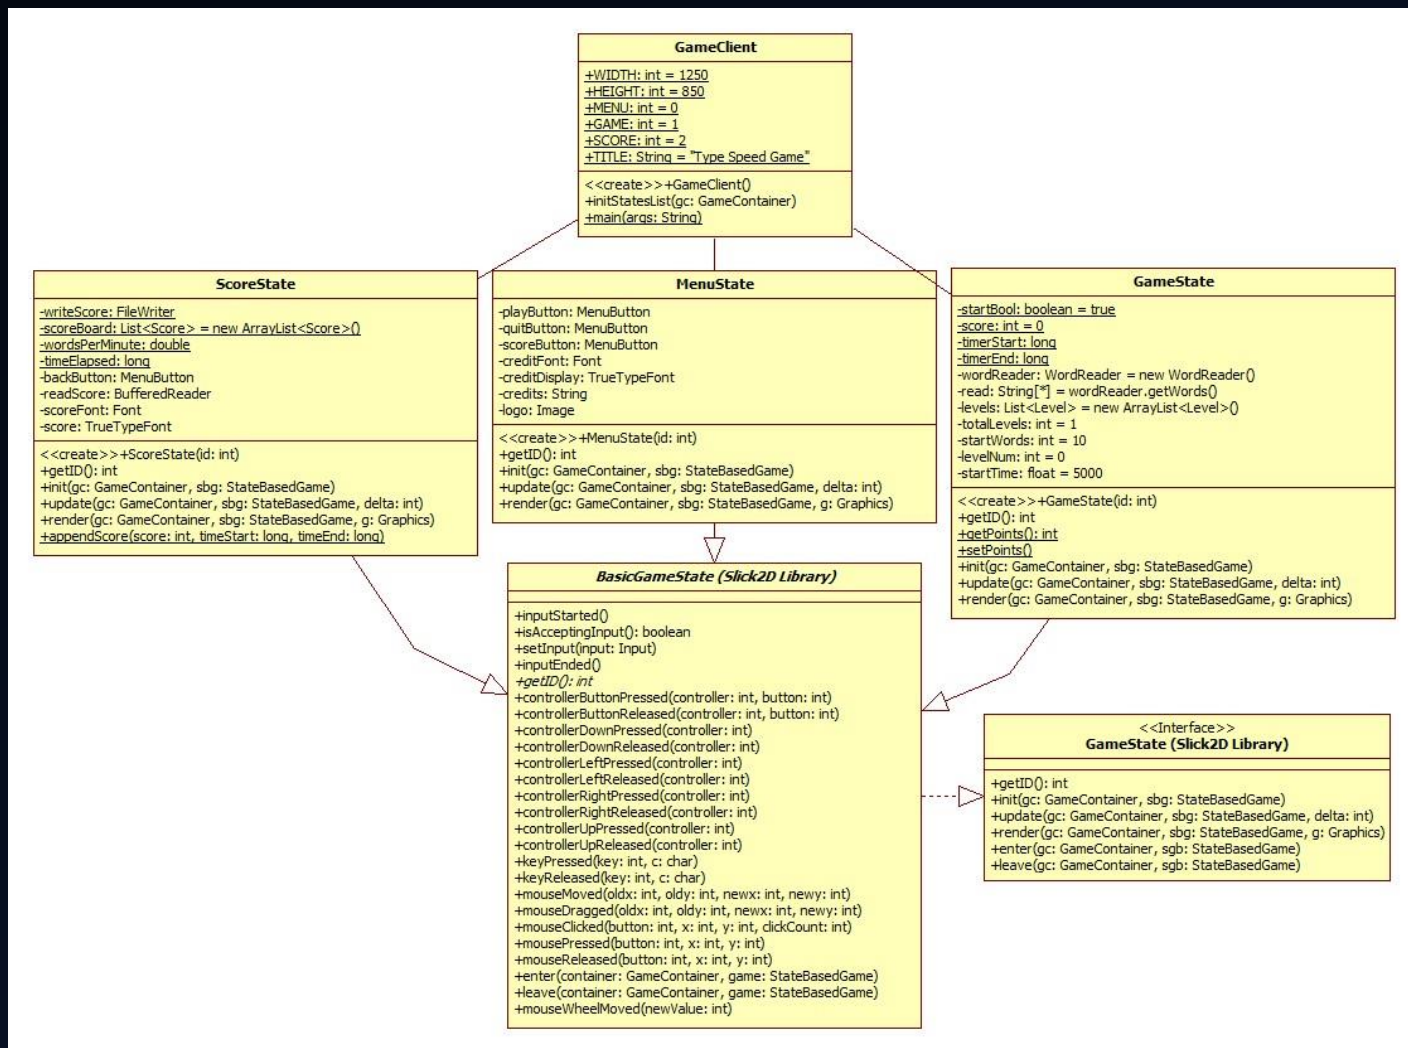 GameClient
+WIDTH: int = 1250
+HEIGHT: int = 850
+MENU: int = 0
+GAME: int = 1
+SCORE: int = 2
+TITLE: String = "Type Speed Game"
<<create>>+GameClient()
+initStatesList(gc: GameContainer)
+main(args: String)
ScoreState
-writeScore: FileWriter
-scoreBoard: List<Score> = new ArrayList<Score>()
-wordsPerMinute: double
-timeElapsed: long
-backButton: MenuButton
-readScore: BufferedReader
-scoreFont: Font
-score: TrueTypeFont
<<create>>+ScoreState(id: int)
+getID(): int
+init(gc: GameContainer, sbg: StateBasedGame)
+update(gc: GameContainer, sbg: StateBasedGame, delta: int)
+render(gc: GameContainer, sbg: StateBasedGame, g: Graphics)
+appendScore(score: int, timeStart: long, timeEnd: long)
MenuState
-playButton: MenuButton
-quitButton: MenuButton
-scoreButton: MenuButton
-creditFont: Font
-creditDisplay: TrueTypeFont
-credits: String
-logo: Image
<<create>>+MenuState(id: int)
+getID(): int
+init(gc: GameContainer, sbg: StateBasedGame)
+update(gc: GameContainer, sbg: StateBasedGame, delta: int)
+render(gc: GameContainer, sbg: StateBasedGame, g: Graphics)
GameState
-startBool: boolean = true
-score: int = 0
-timerStart: long
-timerEnd: long
-wordReader: WordReader = new WordReader()
-read: String[*] = wordReader.getWords()
-levels: List<Level> = new ArrayList<Level>()
-totalLevels: int = 1
-startWords: int = 10
-levelNum: int = 0
-startTime: float = 5000
<<create>>+GameState(id: int)
+getID(): int
+getPoints(): int
+setPoints()
+init(gc: GameContainer, sbg: StateBasedGame)
+update(gc: GameContainer, sbg: StateBasedGame, delta: int)
+render(gc: GameContainer, sbg: StateBasedGame, g: Graphics)
BasicGameState (Slick2D Library)
+inputStarted()
+isAcceptingInput(): boolean
+setInput(input: Input)
+inputEnded()
+getID(): int
+controllerButtonPressed(controller: int, button: int)
+controllerButtonReleased(controller: int, button: int)
+controllerDownPressed(controller: int)
+controllerDownReleased(controller: int)
+controllerLeftPressed(controller: int)
+controllerLeftReleased(controller: int)
+controllerRightPressed(controller: int)
+controllerRightReleased(controller: int)
+controllerUpPressed(controller: int)
+controllerUpReleased(controller: int)
+keyPressed(key: int, c: char)
+keyReleased(key: int, c: char)
+mouseMoved(oldx: int, oldy: int, newx: int, newy: int)
+mouseDragged(oldx: int, oldy: int, newx: int, newy: int)
+mouseClicked(button: int, x: int, y: int, clickCount: int)
+mousePressed(button: int, x: int, y: int)
+mouseReleased(button: int, x: int, y: int)
+enter(container: GameContainer, game: StateBasedGame)
+leave(container: GameContainer, game: StateBasedGame)
+mouseWheelMoved(newValue: int)
<<Interface>>
GameState (Slick2D Library)
+getID(): int
+init(gc: GameContainer, sbg: StateBasedGame)
+update(gc: GameContainer, sbg: StateBasedGame, delta: int)
+render(gc: GameContainer, sbg: StateBasedGame, g: Graphics)
+enter(gc: GameContainer, sgb: StateBasedGame)
+leave(gc: GameContainer, sgb: StateBasedGame)